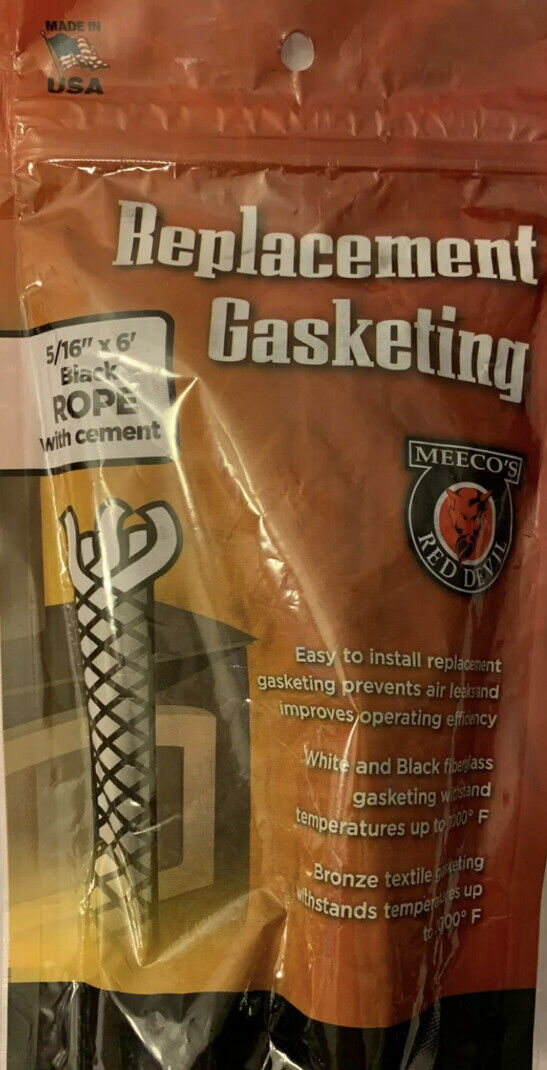 MADE IN
USA
Replacement
Gasketing
5/16" x 6'
Black
ROPE
with cement
MEECO'S
RED DEVIL
Easy to install replacement
gasketing prevents air leaks and
improves operating efficiency
White and Black fiberglass
gasketing withstand
temperatures up to F
Bronze textile gasketing
withstands temperatures up
to F